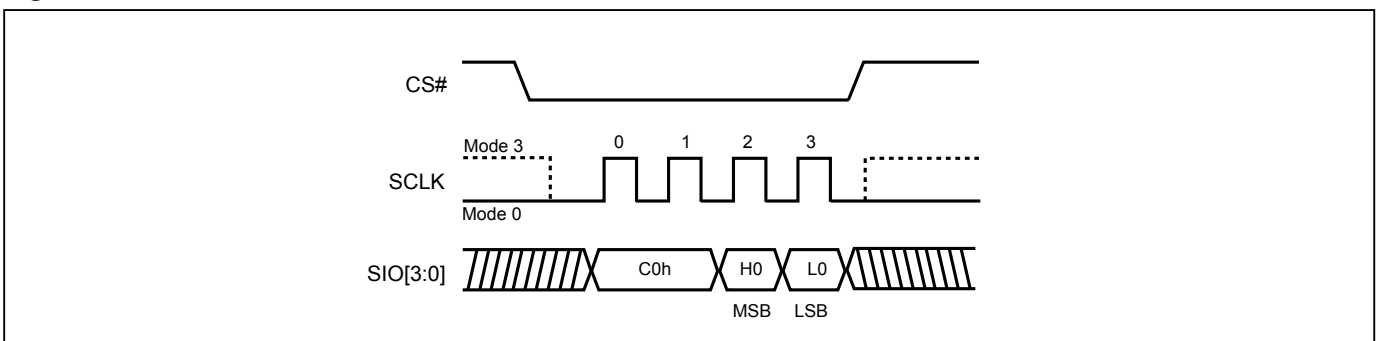 CS#
Mode 3 0 1 2 3
SCLK
Mode 0
SIO[3:0] C0h H0 L0
MSB LSB